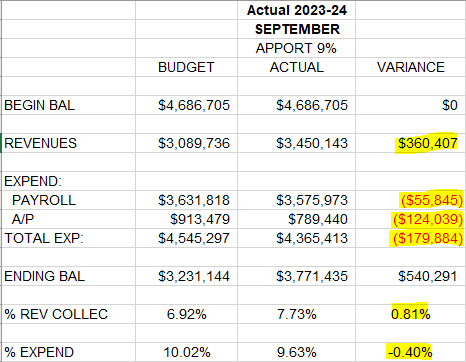 Actual 2023-24
SEPTEMBER
APPORT 9%
BUDGET ACTUAL VARIANCE
BEGIN BAL $4,686,705 $4,686,705 $0
REVENUES $3,089,736 $3,450,143 $360,407
EXPEND:
PAYROLL $3,631,818 $3,575,973 ($55,845)
A/P $913,479 $789,440 ($124,039)
TOTAL EXP: $4,545,297 $4,365,413 ($179,884)
ENDING BAL $3,231,144 $3,771,435 $540,291
% REV COLLEC 6.92% 7.73% 0.81%
% EXPEND 10.02% 9.63% -0.40%